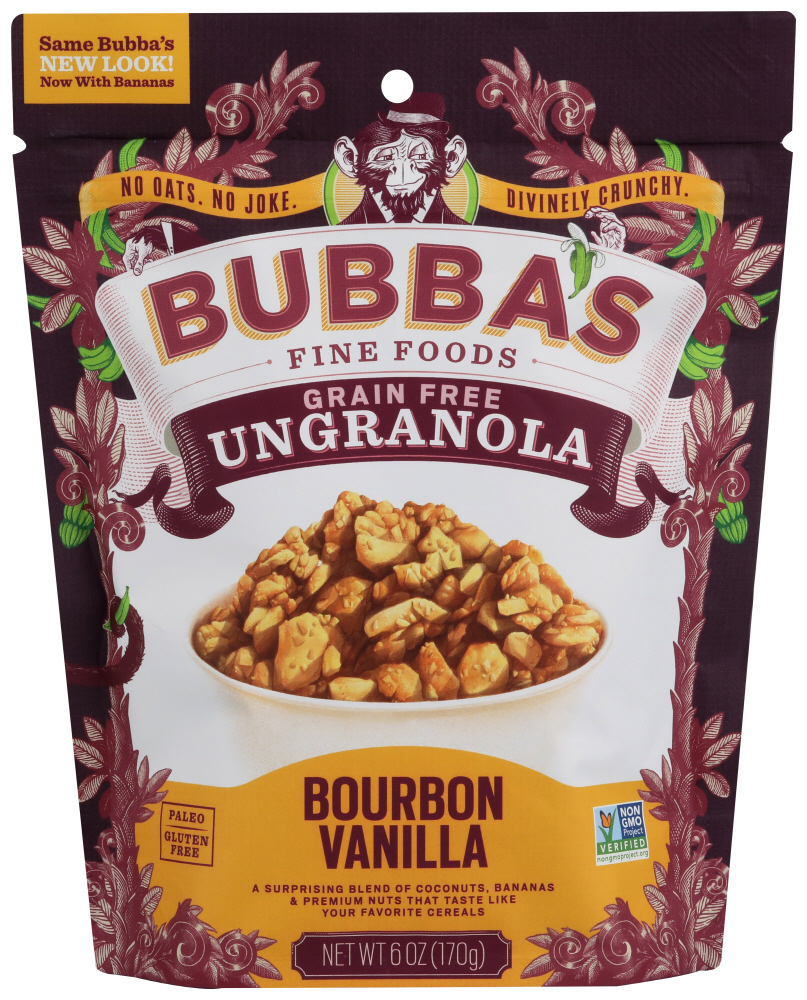 Same Bubba's
NEW LOOK!
Now With Bananas
NO OATS. NO JOKE.
DIVINELY CRUNCHY.
BUBBA'S
FINE FOODS
GRAIN FREE
UNGRANOLA
BOURBON
VANILLA
PALEO
GLUTEN
FREE
NON
GMO
Project
VERIFIED
nongmoproject.org
A SURPRISING BLEND OF COCONUTS, BANANAS
& PREMIUM NUTS THAT TASTE LIKE
YOUR FAVORITE CEREALS
NET WT 6 OZ (170g)